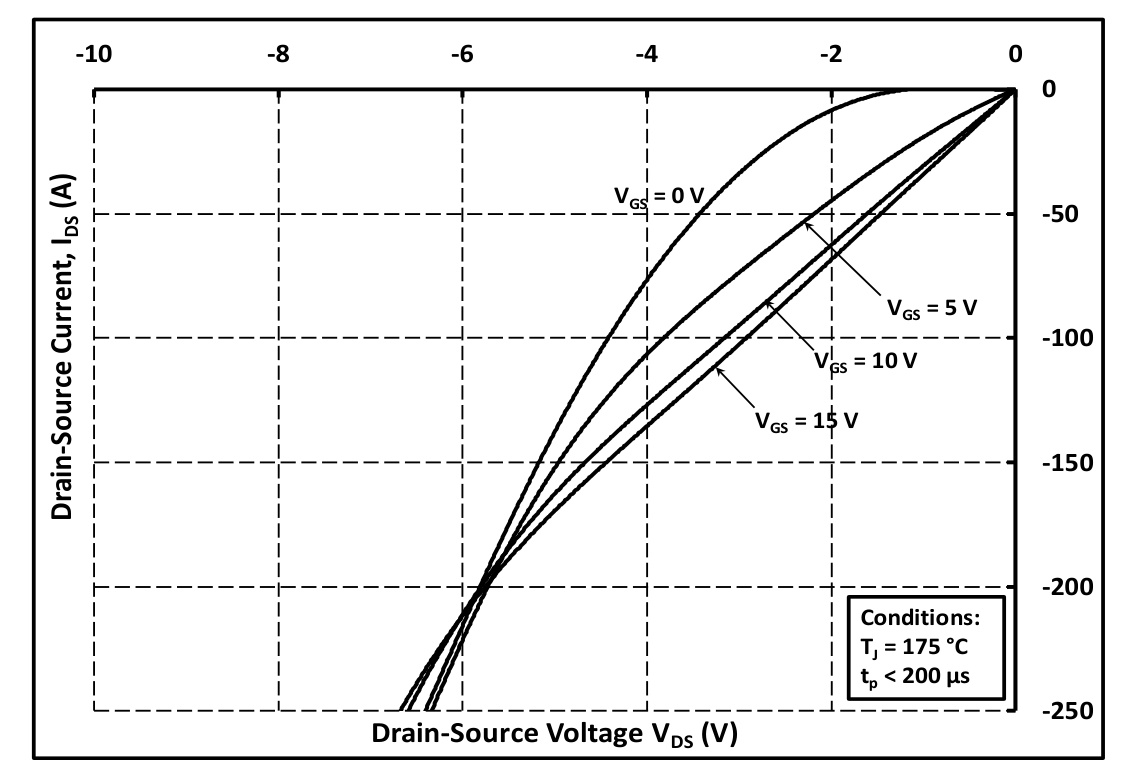 -10 -8 -6 -4 -2 0
0
Drain-Source Current, IDS (A)
VGS = 0 V
-50
VGS = 5 V
-100
VGS = 10 V
VGS = 15 V
-150
-200
Conditions:
TJ = 175 °C
tp < 200 µs
-250
Drain-Source Voltage VDS (V)